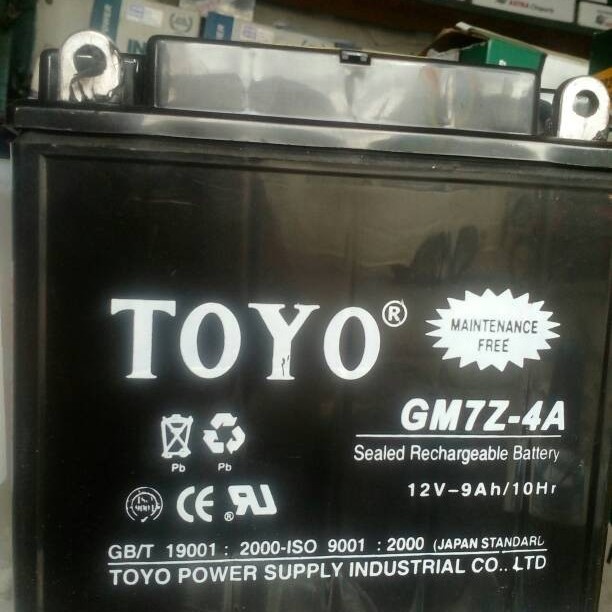 TOYO®
MAINTENANCE
FREE
GM7Z-4A
Sealed Rechargeable Battery
12V-9Ah/10Hr
Pb
Pb
CE
GB/T 19001 : 2000-ISO 9001 : 2000 (JAPAN STANDARD
TOYO POWER SUPPLY INDUSTRIAL CO.. LTD